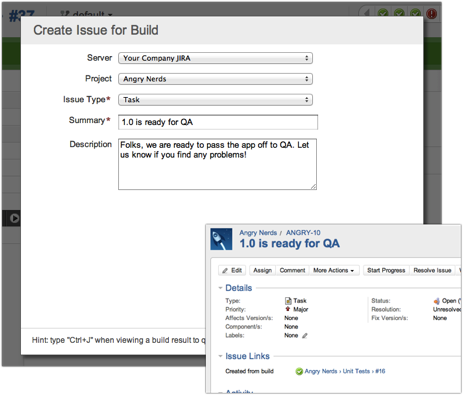 #37
default
Create Issue for Build
Server Your Company JIRA
Project Angry Nerds
Issue Type* Task
Summary* 1.0 is ready for QA
Description Folks, we are ready to pass the app off to QA. Let
us know if you find any problems!
Hint: type "Ctrl+J" when viewing a build result to q
Angry Nerds / ANGRY-10
1.0 is ready for QA
Edit Assign Comment More Actions Start Progress Resolve Issue
Details
Type: Task Status: Open
Priority: Major Resolution: Unresolved
Affects Version/s: None Fix Version/s: None
Component/s: None
Labels: None
Issue Links
Created from build Angry Nerds › Unit Tests › #16
Activity